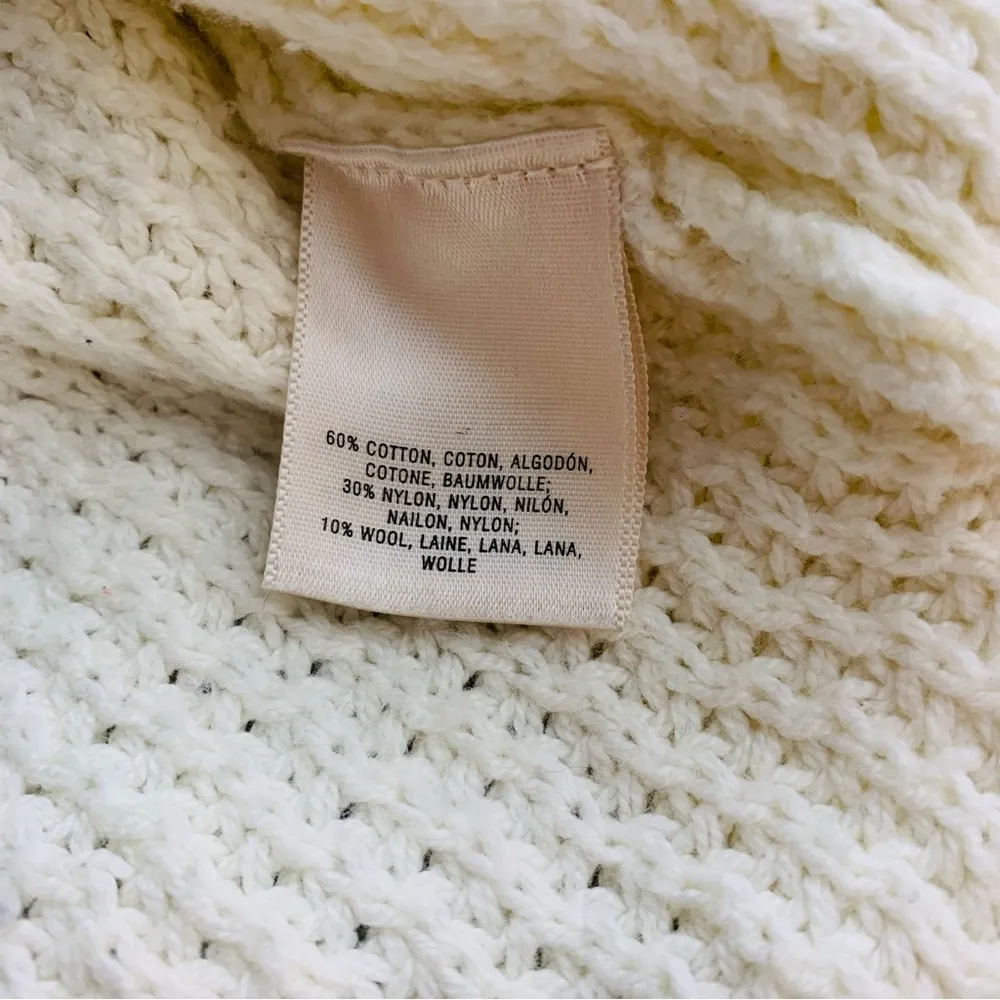 60% COTTON, COTON, ALGODÓN,
COTONE, BAUMWOLLE;
30% NYLON, NYLON, NILÓN,
NAILON, NYLON;
10% WOOL, LAINE, LANA, LANA,
WOLLE